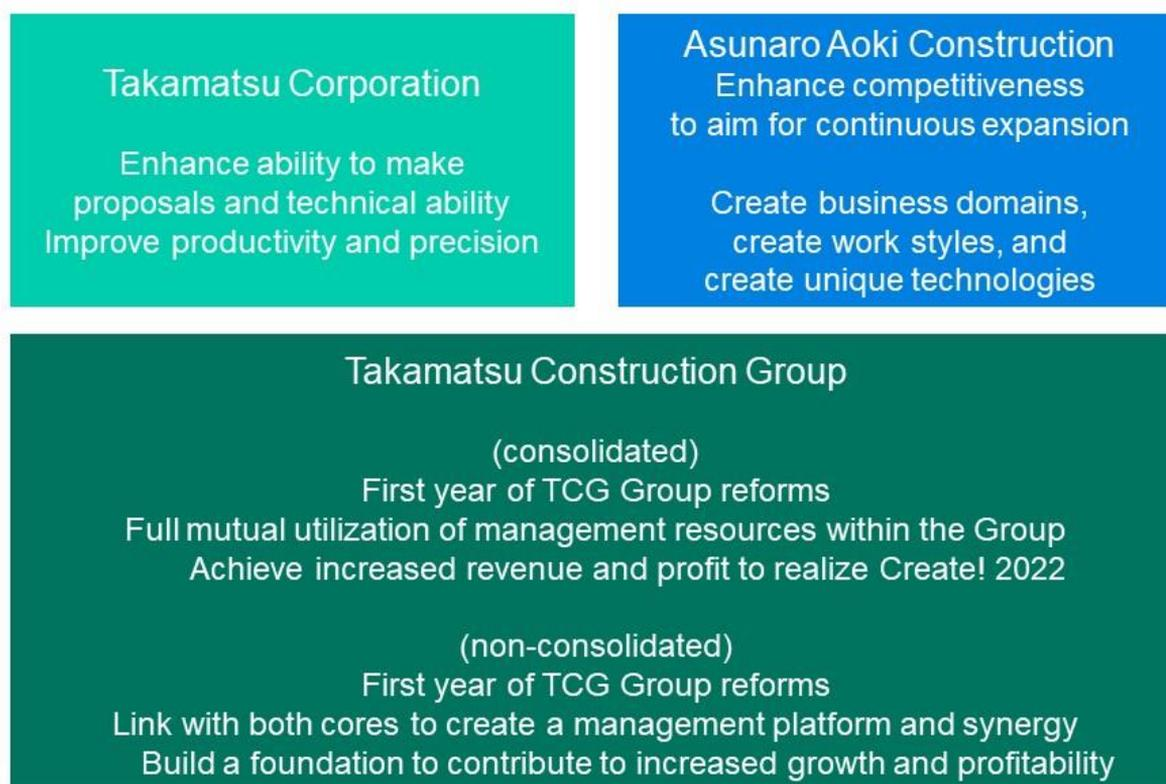 Takamatsu Corporation
Enhance ability to make
proposals and technical ability
Improve productivity and precision
Asunaro Aoki Construction
Enhance competitiveness
to aim for continuous expansion
Create business domains,
create work styles, and
create unique technologies
Takamatsu Construction Group
(consolidated)
First year of TCG Group reforms
Full mutual utilization of management resources within the Group
Achieve increased revenue and profit to realize Create! 2022
(non-consolidated)
First year of TCG Group reforms
Link with both cores to create a management platform and synergy
Build a foundation to contribute to increased growth and profitability